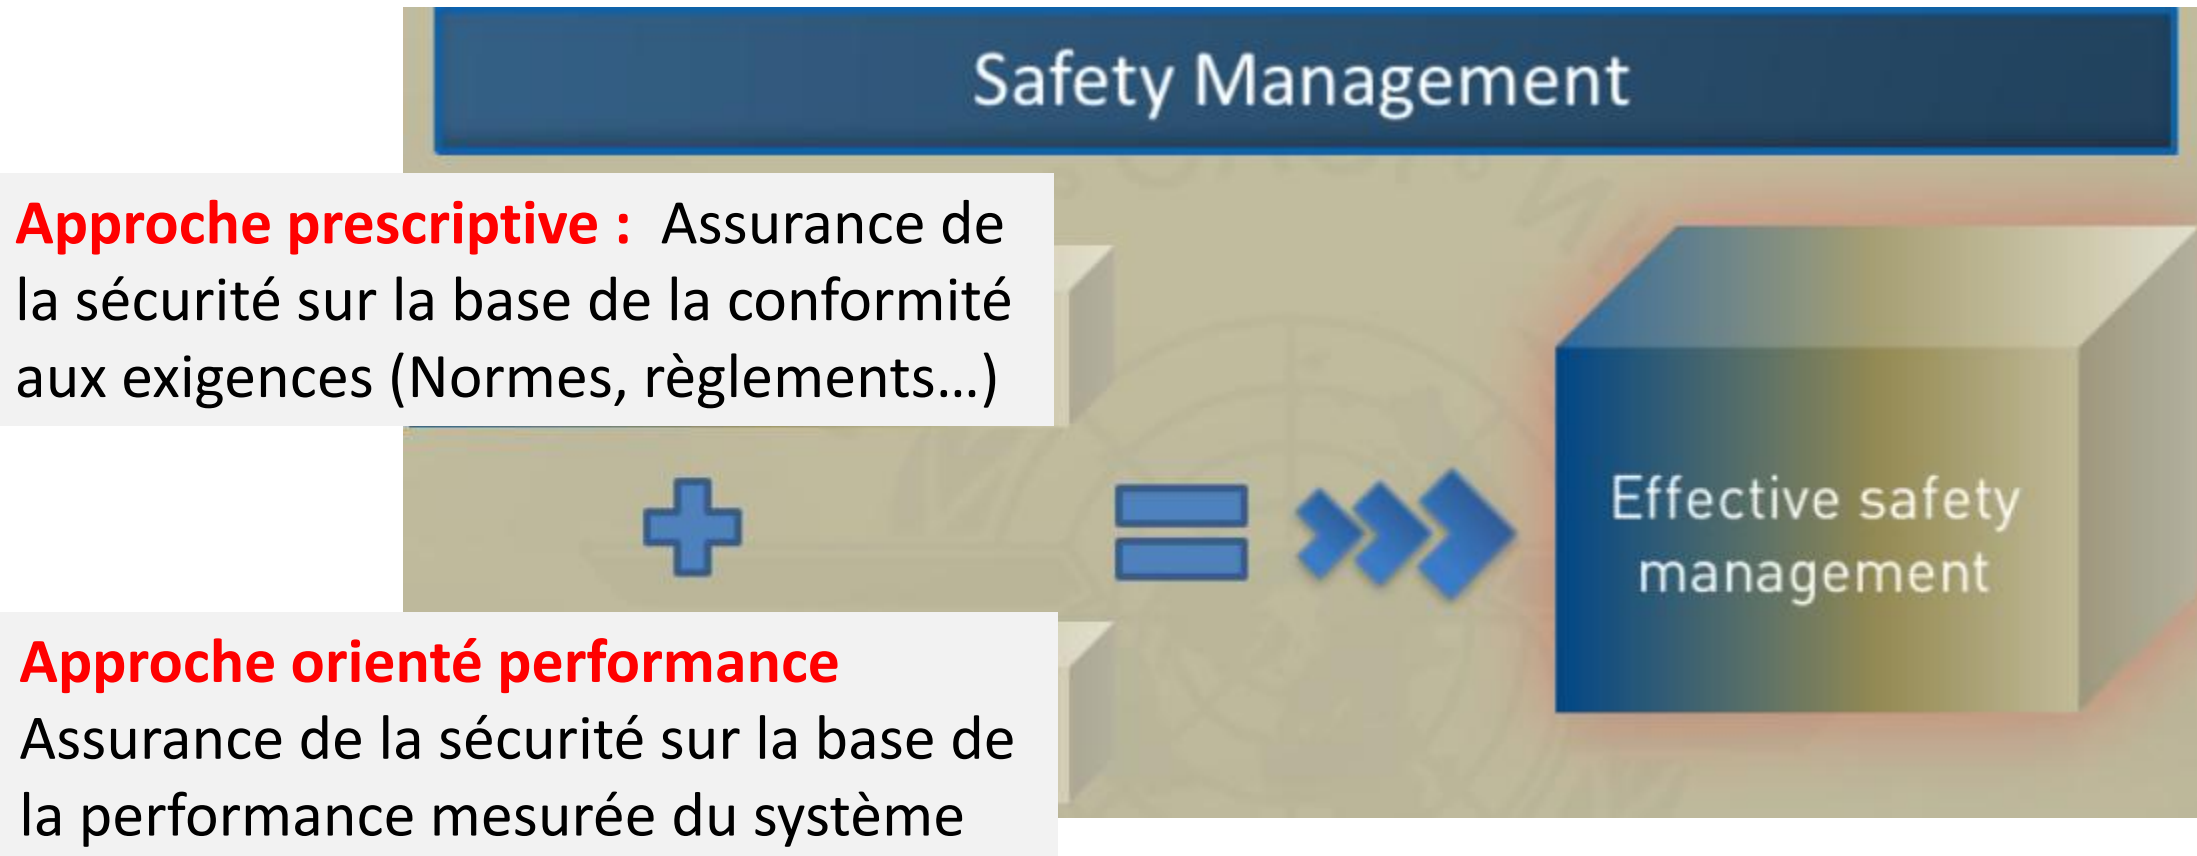 Safety Management
Approche prescriptive : Assurance de
la sécurité sur la base de la conformité
aux exigences (Normes, règlements…)
Effective safety
management
Approche orienté performance
Assurance de la sécurité sur la base de
la performance mesurée du système